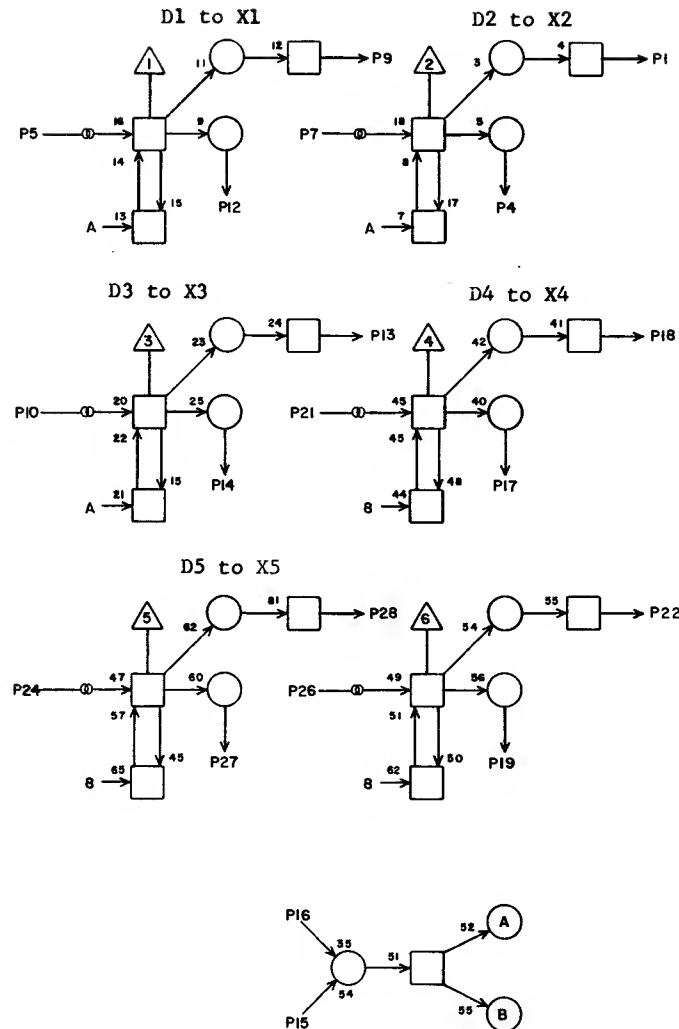 D1 to X1
1
11
12
P9
P5
16
9
14
15
P12
A
13
D2 to X2
2
3
4
P1
P7
18
5
8
17
P4
A
7
D3 to X3
3
23
24
P13
P10
20
25
22
15
P14
A
21
D4 to X4
4
42
41
P18
P21
45
40
45
48
P17
8
44
D5 to X5
5
62
81
P28
P24
47
60
57
45
P27
8
65
6
54
55
P22
P26
49
56
51
50
P19
8
62
P16
35
54
P15
51
52
A
55
B